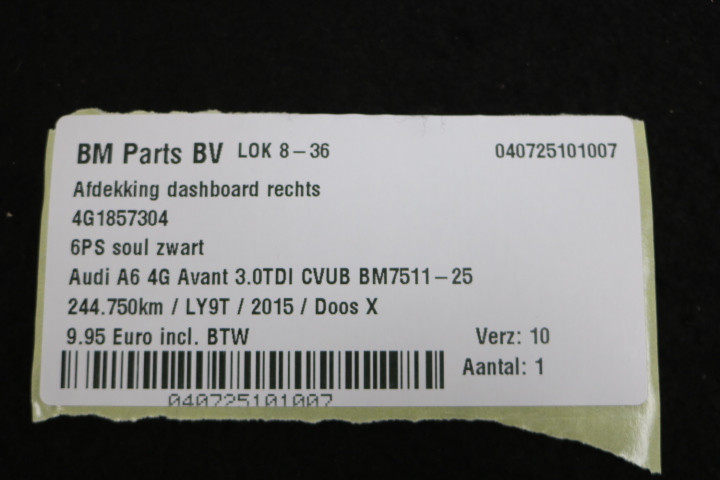 BM Parts BV LOK 8-36 040725101007
Afdekking dashboard rechts
4G1857304
6PS soul zwart
Audi A6 4G Avant 3.0TDI CVUB BM7511-25
244.750km / LY9T / 2015 / Doos X
9.95 Euro incl. BTW Verz: 10
Aantal: 1
040725101007